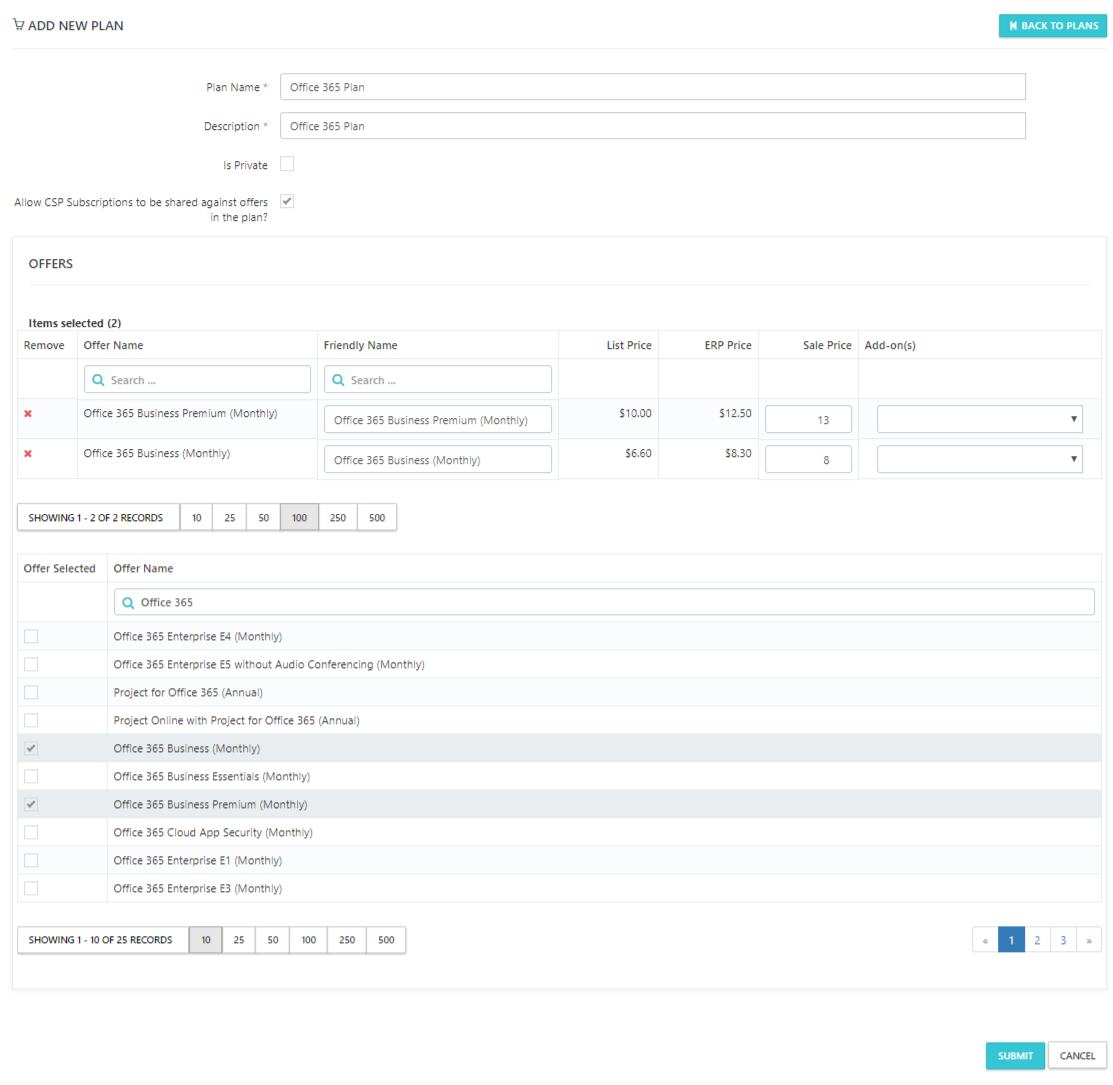 ADD NEW PLAN
BACK TO PLANS
Plan Name *
Office 365 Plan
Description *
Office 365 Plan
Is Private
Allow CSP Subscriptions to be shared against offers
in the plan?
OFFERS
Items selected (2)
Remove Offer Name Friendly Name List Price ERP Price Sale Price Add-on(s)
Search ... Search ...
Office 365 Business Premium (Monthly) Office 365 Business Premium (Monthly) $10.00 $12.50 13
Office 365 Business (Monthly) Office 365 Business (Monthly) $6.60 $8.30 8
SHOWING 1 - 2 OF 2 RECORDS 10 25 50 100 250 500
Offer Selected Offer Name
Office 365
Office 365 Enterprise E4 (Monthly)
Office 365 Enterprise E5 without Audio Conferencing (Monthly)
Project for Office 365 (Annual)
Project Online with Project for Office 365 (Annual)
Office 365 Business (Monthly)
Office 365 Business Essentials (Monthly)
Office 365 Business Premium (Monthly)
Office 365 Cloud App Security (Monthly)
Office 365 Enterprise E1 (Monthly)
Office 365 Enterprise E3 (Monthly)
SHOWING 1 - 10 OF 25 RECORDS 10 25 50 100 250 500
« 1 2 3 »
SUBMIT CANCEL